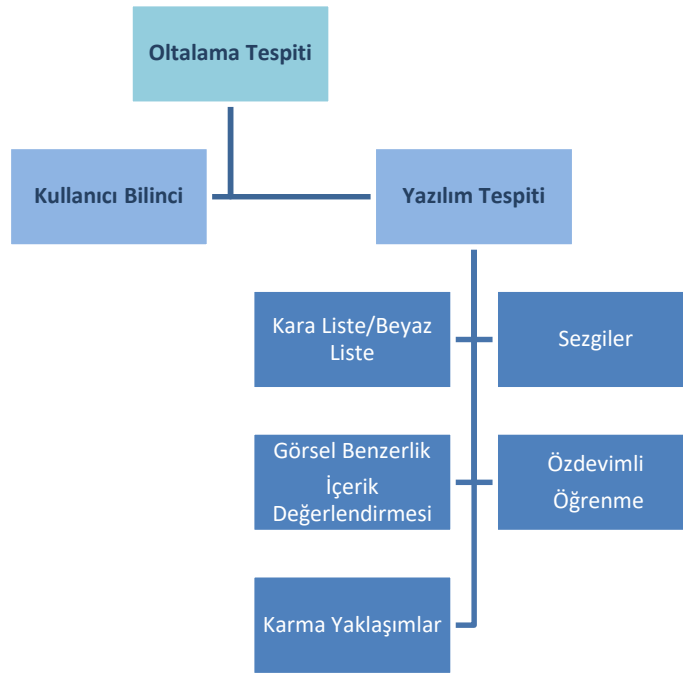 Oltalama Tespiti
Kullanıcı Bilinci
Yazılım Tespiti
Kara Liste/Beyaz
Liste
Sezgiler
Görsel Benzerlik
İçerik
Değerlendirmesi
Özdevimli
Öğrenme
Karma Yaklaşımlar